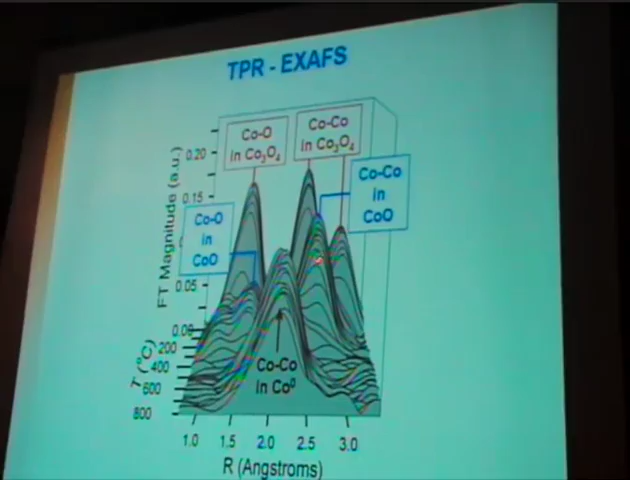 TPR - EXAFS
Co-O
in Co₃O₄
Co-Co
in Co₃O₄
Co-Co
in
CoO
Co-O
in
CoO
Co-Co
in Co⁰
FT Magnitude (a.u.)
0.20
0.15
0.05
0.00
T (°C)
200
400
600
800
1.0 1.5 2.0 2.5 3.0
R (Angstroms)